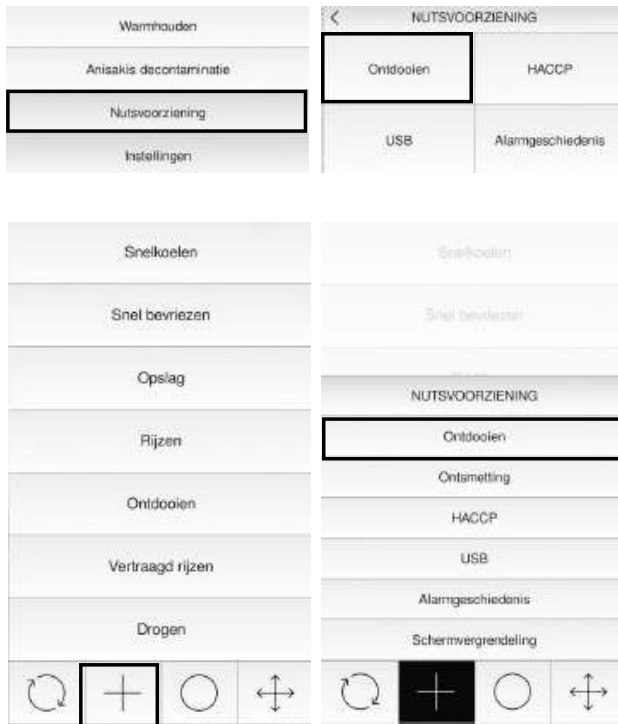 Warmhouden
Anisakis decontaminatie
Nutsvoorziening
Instellingen
NUTSVOORZIENING
Ontdooien
HACCP
USB
Alarmgeschiedenis
Snelkoelen
Snel bevriezen
Opslag
Rijzen
Ontdooien
Vertraagd rijzen
Drogen
Snelkoelen
Snel bevriezen
NUTSVOORZIENING
Ontdooien
Ontsmetting
HACCP
USB
Alarmgeschiedenis
Schermvergrendeling